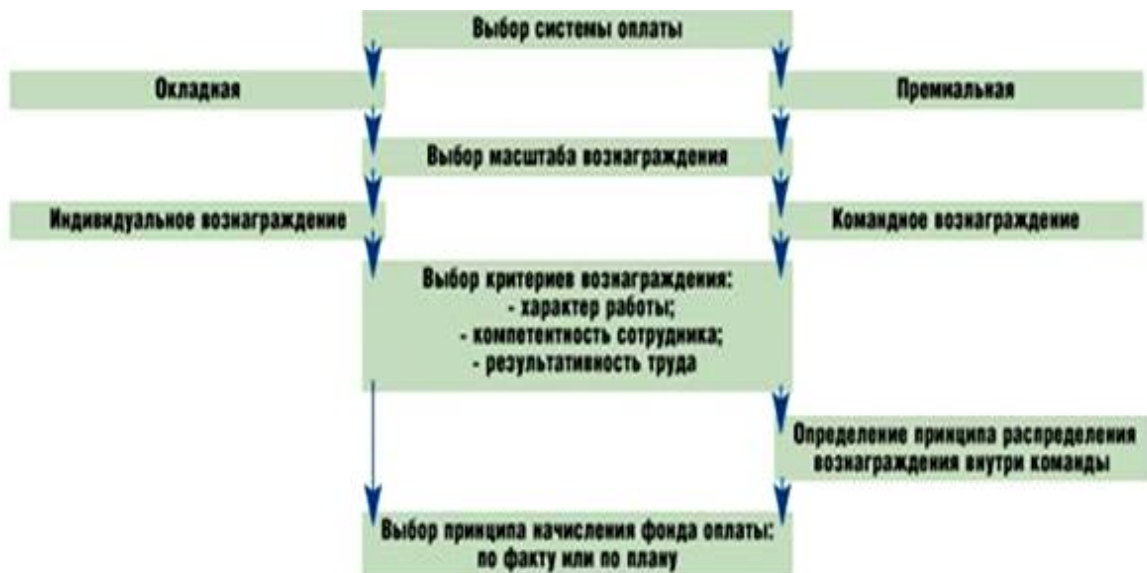 Выбор системы оплаты
Окладная
Премиальная
Выбор масштаба вознаграждения
Индивидуальное вознаграждение
Командное вознаграждение
Выбор критериев вознаграждения:
- характер работы;
- компетентность сотрудника;
- результативность труда
Определение принципа распределения
вознаграждения внутри команды
Выбор принципа начисления фонда оплаты:
по факту или по плану